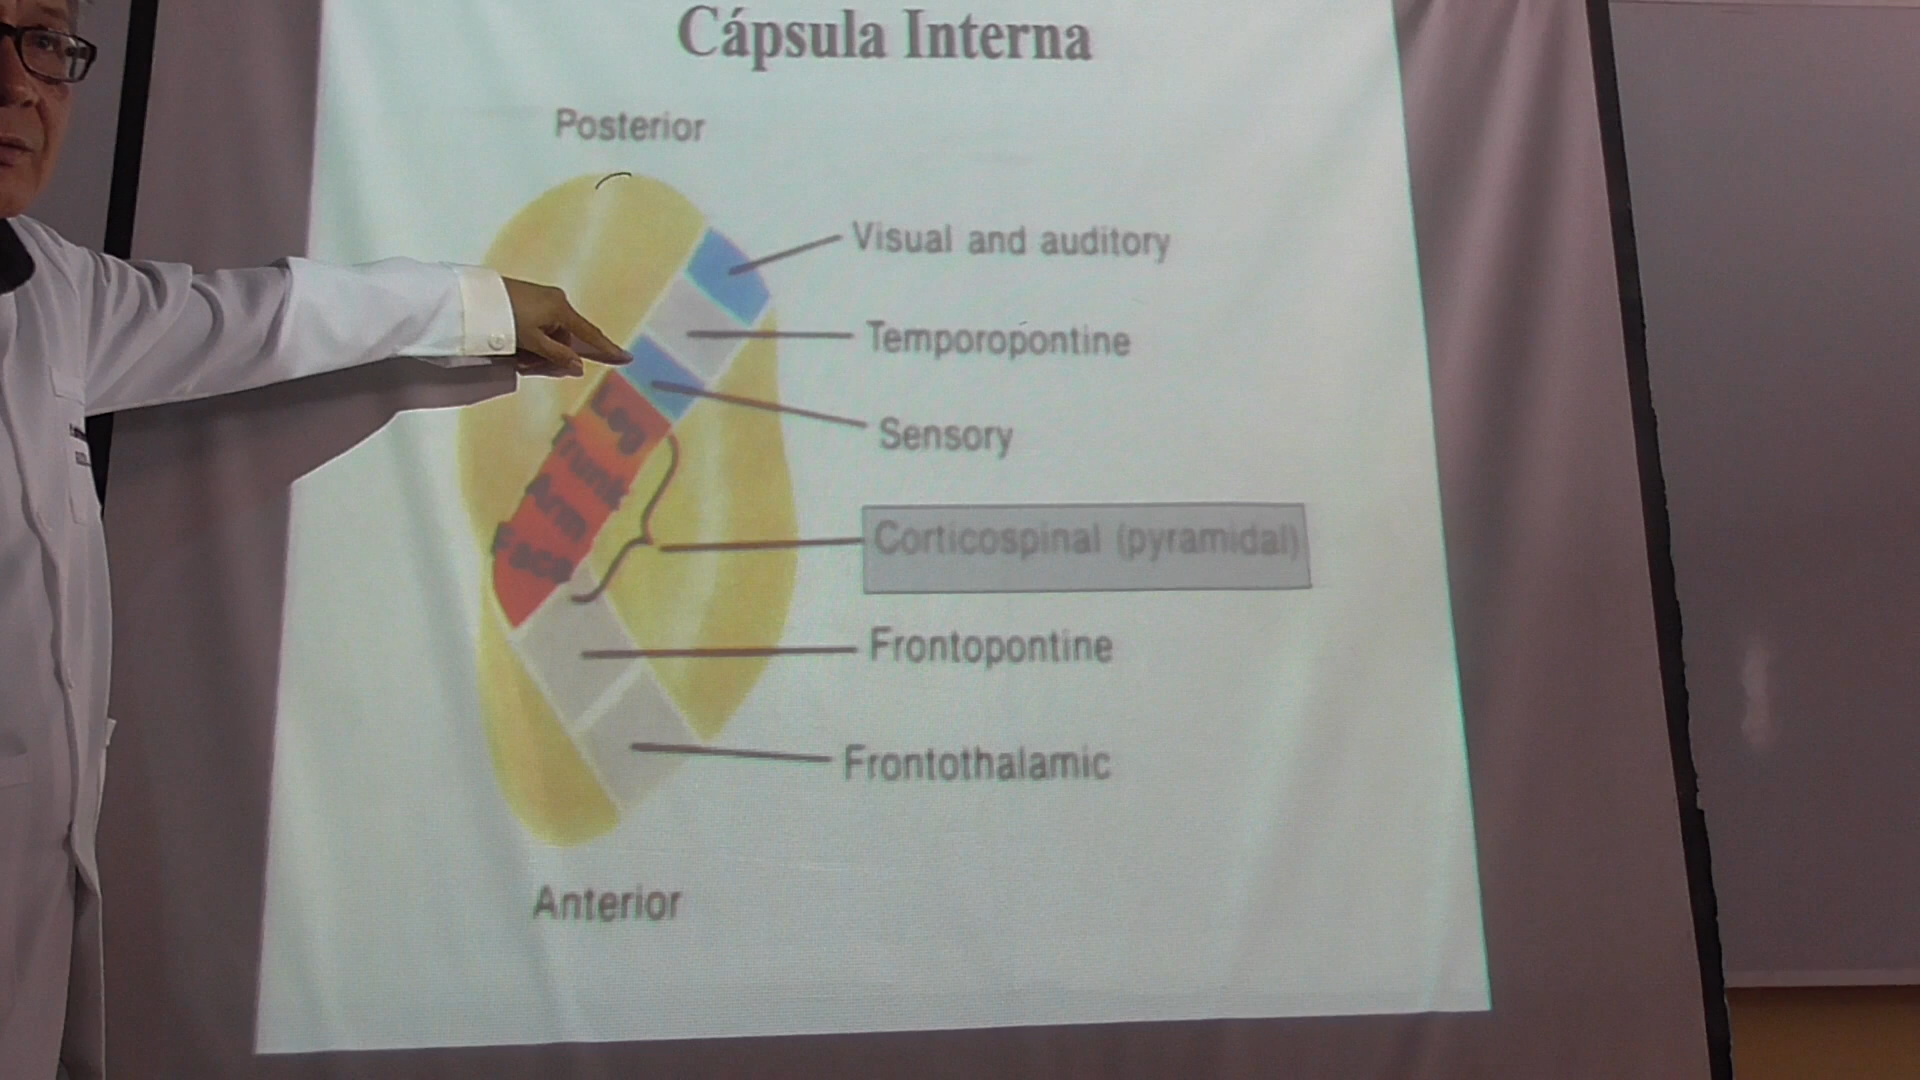 Cápsula Interna
Posterior
Visual and auditory
Temporopontine
Sensory
Leg
Trunk
Arm
Face
Corticospinal (pyramidal)
Frontopontine
Frontothalamic
Anterior